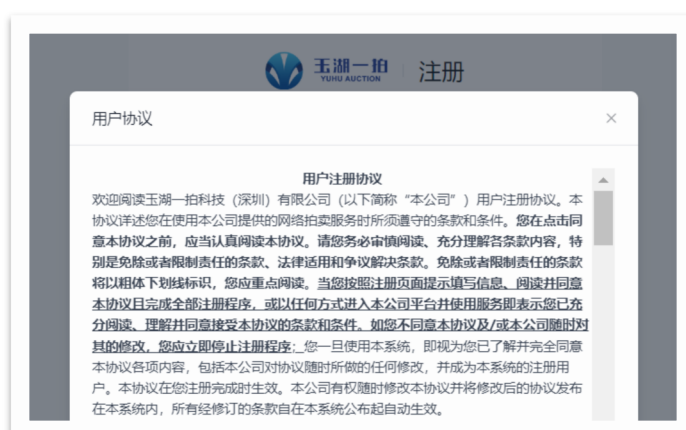 玉湖一拍
YUHU AUCTION
注册
用户协议
用户注册协议
欢迎阅读玉湖一拍科技（深圳）有限公司（以下简称“本公司”）用户注册协议。本
协议详述您在使用本公司提供的网络拍卖服务时所须遵守的条款和条件。您在点击同
意本协议之前，应当认真阅读本协议。请您务必审慎阅读、充分理解各条款内容，特
别是免除或者限制责任的条款、法律适用和争议解决条款。免除或者限制责任的条款
将以粗体下划线标识，您应重点阅读。当您按照注册页面提示填写信息、阅读并同意
本协议且完成全部注册程序，或以任何方式进入本公司平台并使用服务即表示您已充
分阅读、理解并同意接受本协议的条款和条件。如您不同意本协议及/或本公司随时对
其的修改，您应立即停止注册程序；您一旦使用本系统，即视为您已了解并完全同意
本协议各项内容，包括本公司对协议随时所做的任何修改，并成为本系统的注册用
户。本协议在您注册完成时生效。本公司有权随时修改本协议并将修改后的协议发布
在本系统内，所有经修订的条款自在本系统公布起自动生效。